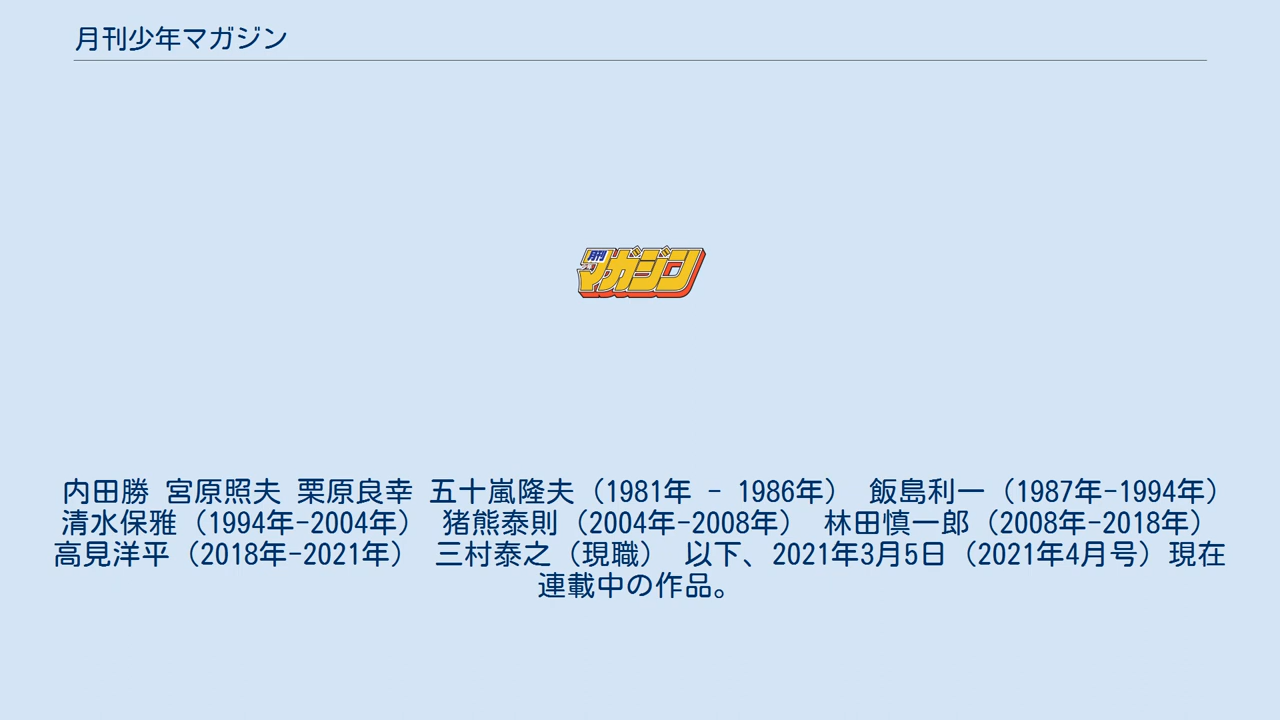 月刊少年マガジン
月刊
マガジン
内田勝 宮原照夫 栗原良幸 五十嵐隆夫（1981年 - 1986年） 飯島利一（1987年-1994年）
清水保雅（1994年-2004年） 猪熊泰則（2004年-2008年） 林田慎一郎（2008年-2018年）
高見洋平（2018年-2021年） 三村泰之（現職） 以下、2021年3月5日（2021年4月号）現在
連載中の作品。